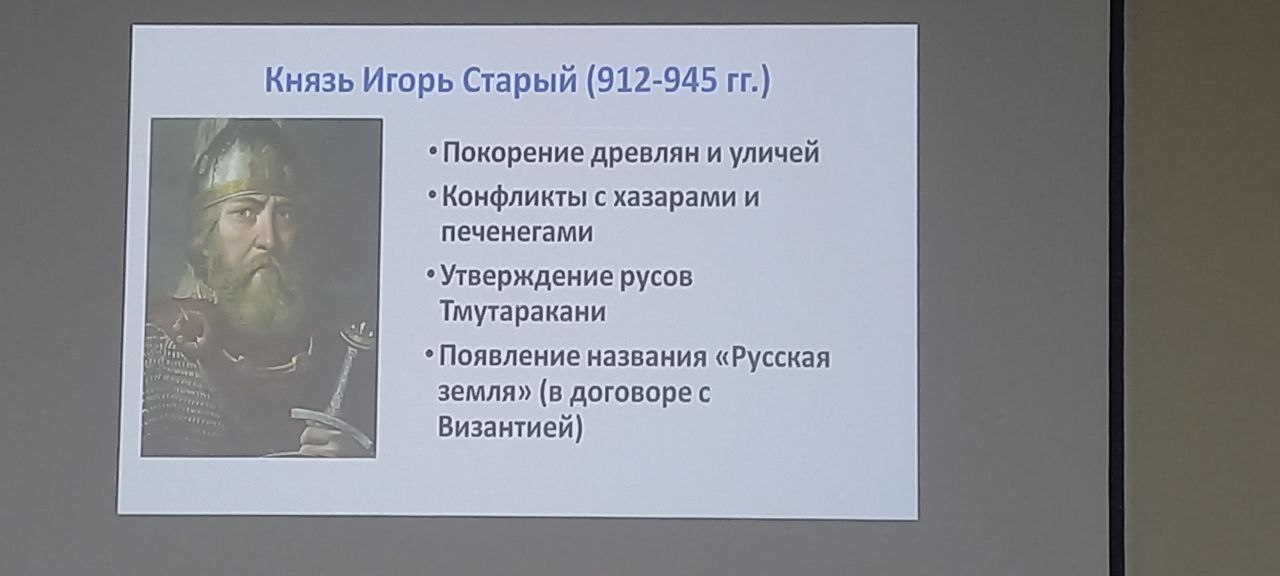 Князь Игорь Старый (912-945 гг.)
• Покорение древлян и уличей
• Конфликты с хазарами и
печенегами
• Утверждение русов
Тмутаракани
• Появление названия «Русская
земля» (в договоре с
Византией)